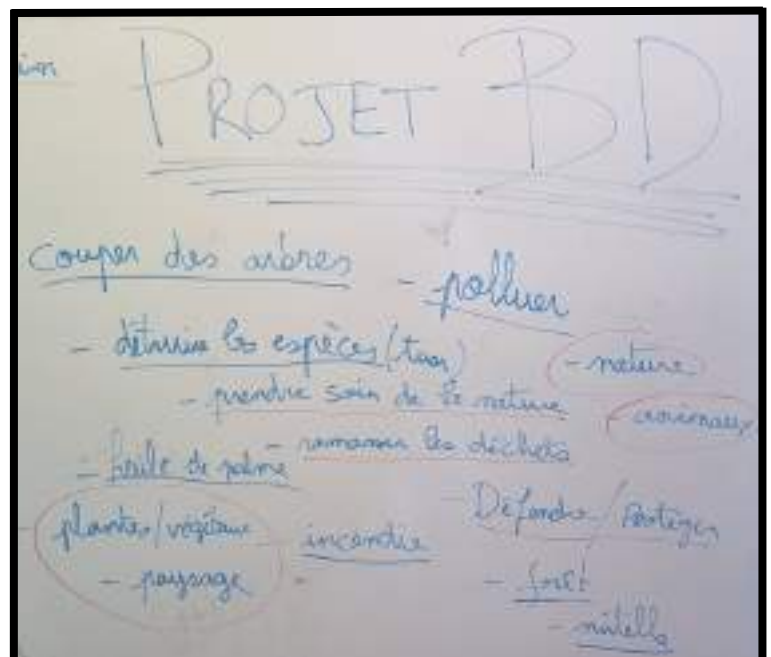 PROJET BD
couper des arbres
- polluer
- détruire les espèces (tuer)
- nature
- prendre soin de la nature
animaux
- ramasser les déchets
- huile de palme
- Défendre / Protéger
plantes/végétaux
incendie
- paysage
- forêt
- nutella